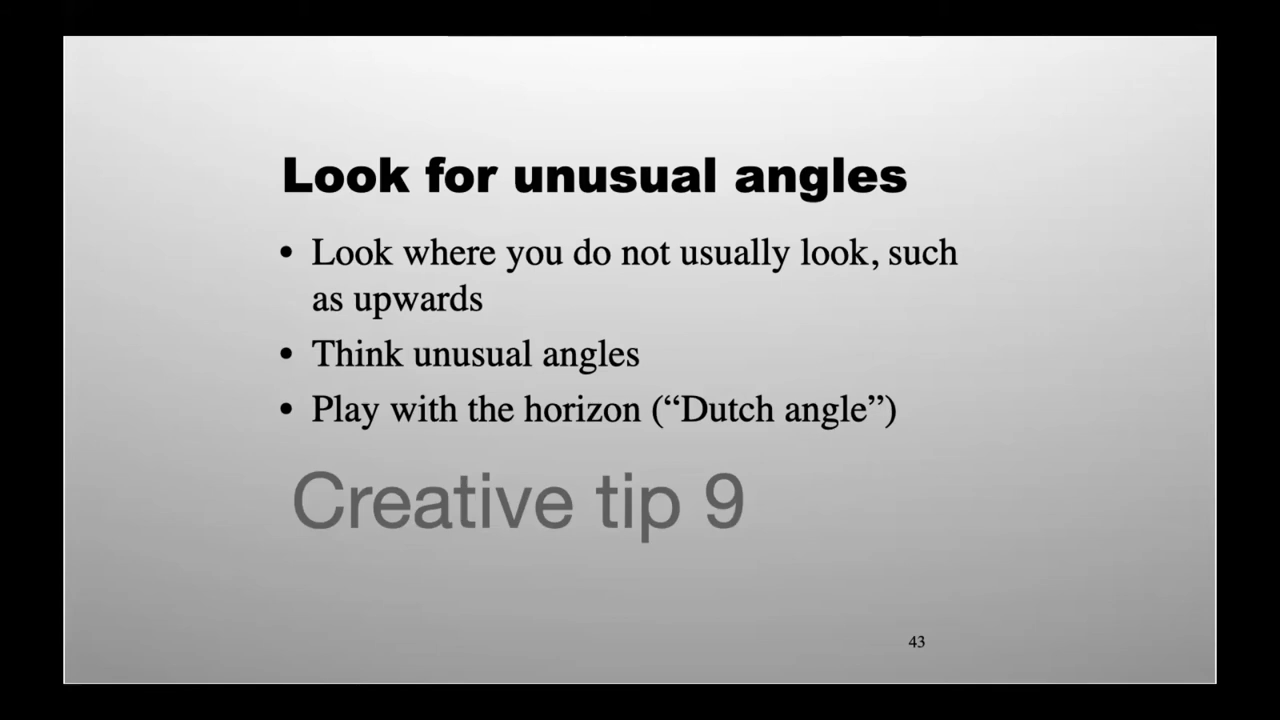 Look for unusual angles
• Look where you do not usually look, such
as upwards
• Think unusual angles
• Play with the horizon (“Dutch angle”)
Creative tip 9
43